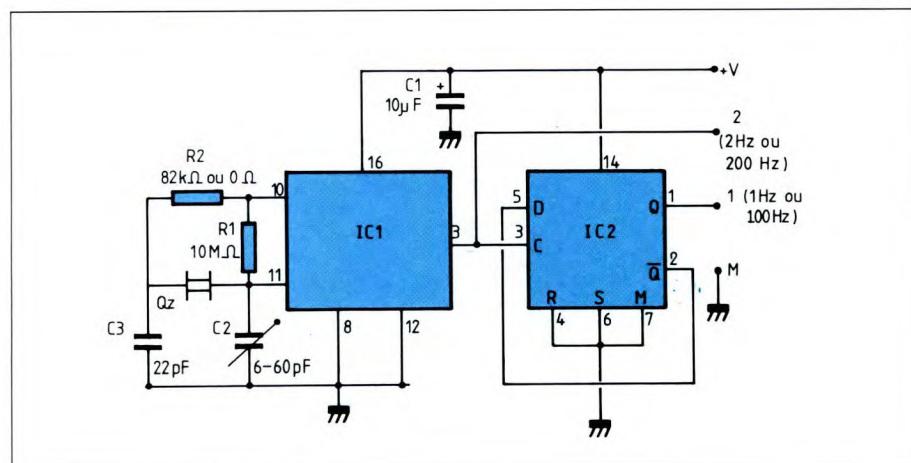 +V
C1 +
10µF
2
(2Hz ou
200 Hz)
R2
82kΩ ou 0Ω
16
14
10
5
D
Q
1
1 (1Hz ou
100Hz)
R1
10MΩ
IC1
3
3
C
IC2
Q̅
2
M
Qz
11
R
S
M
C3
C2
8
12
4
6
7
22pF
6-60pF